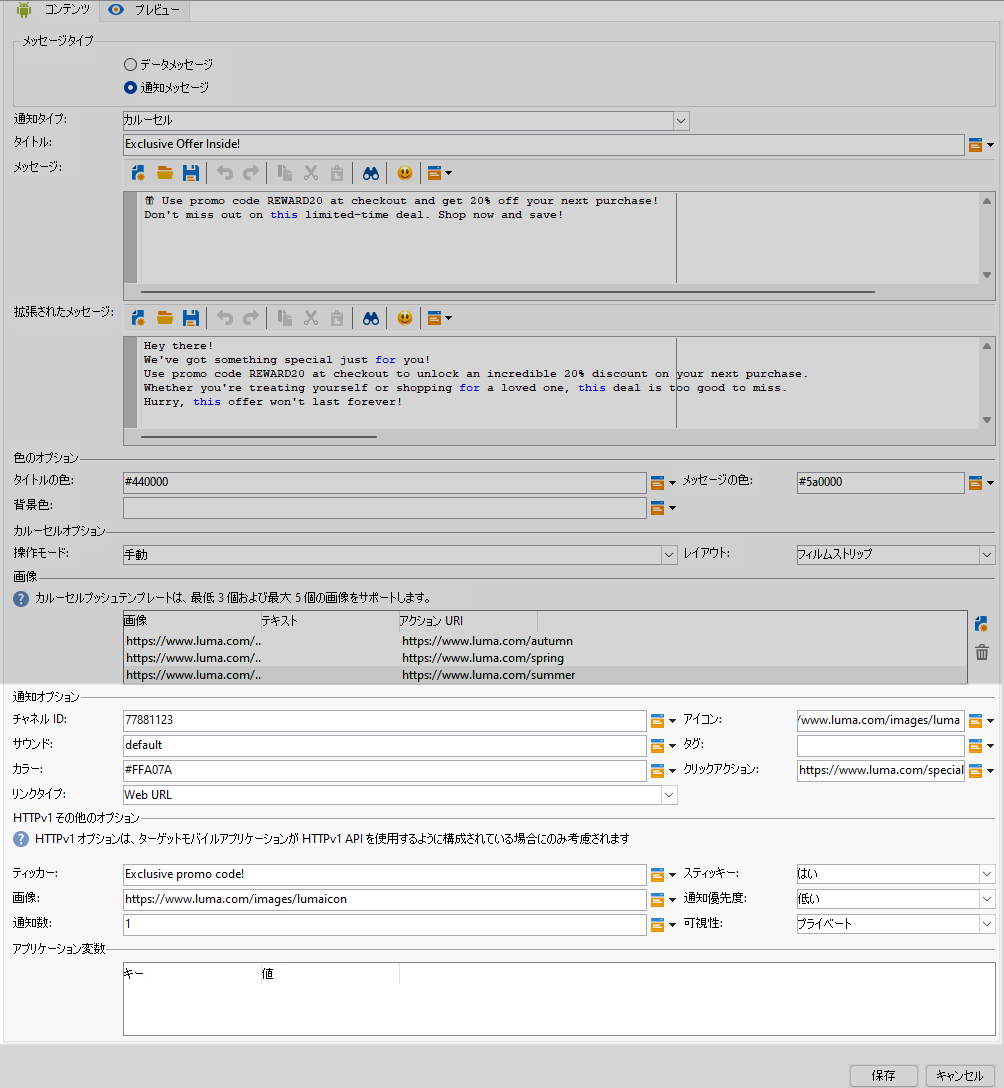 コンテンツ プレビュー
メッセージタイプ
データメッセージ
通知メッセージ
通知タイプ: カルーセル
タイトル: Exclusive Offer Inside!
メッセージ:
🎁 Use promo code REWARD20 at checkout and get 20% off your next purchase!
Don't miss out on this limited-time deal. Shop now and save!
拡張されたメッセージ:
Hey there!
We've got something special just for you!
Use promo code REWARD20 at checkout to unlock an incredible 20% discount on your next purchase.
Whether you're treating yourself or shopping for a loved one, this deal is too good to miss.
Hurry, this offer won't last forever!
色のオプション
タイトルの色: #440000 メッセージの色: #5a0000
背景色:
カルーセルオプション
操作モード: 手動 レイアウト: フィルムストリップ
画像
カルーセルプッシュテンプレートは、最低 3 個および最大 5 個の画像をサポートします。
画像 テキスト アクション URI
https://www.luma.com/.. https://www.luma.com/autumn
https://www.luma.com/.. https://www.luma.com/spring
https://www.luma.com/.. https://www.luma.com/summer
通知オプション
チャネル ID: 77881123 アイコン: /www.luma.com/images/luma
サウンド: default タグ:
カラー: #FFA07A クリックアクション: https://www.luma.com/special
リンクタイプ: Web URL
HTTPv1 その他のオプション
HTTPv1 オプションは、ターゲットモバイルアプリケーションが HTTPv1 API を使用するように構成されている場合にのみ考慮されます
ティッカー: Exclusive promo code! スティッキー: はい
画像: https://www.luma.com/images/lumaicon 通知優先度: 低い
通知数: 1 可視性: プライベート
アプリケーション変数
キー 値
保存 キャンセル